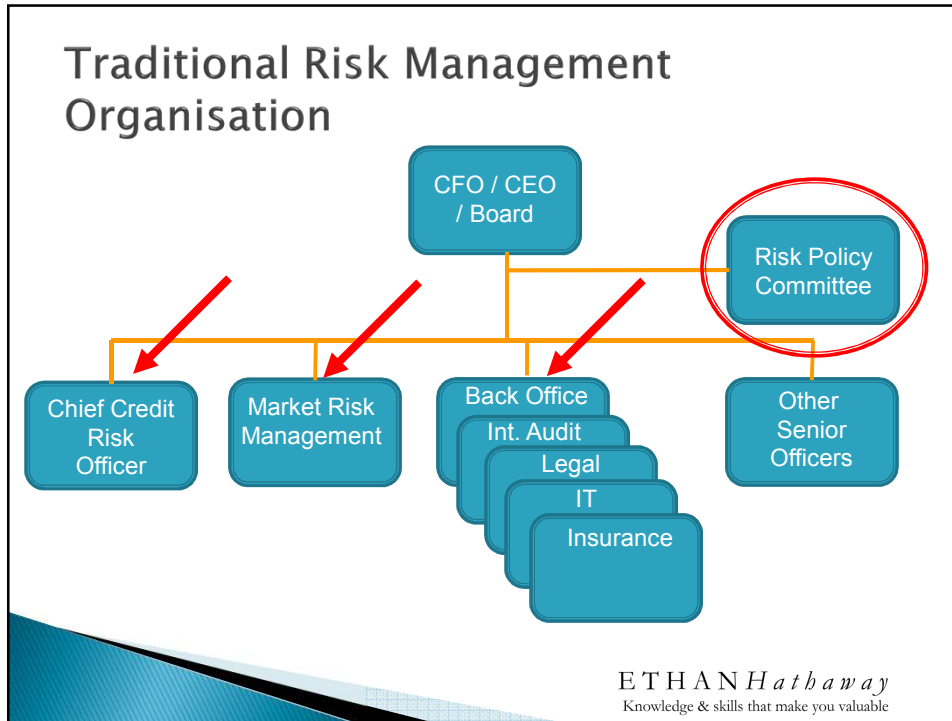 Traditional Risk Management
Organisation
CFO / CEO
/ Board
Risk Policy
Committee
Chief Credit
Risk
Officer
Market Risk
Management
Back Office
Int. Audit
Legal
IT
Insurance
Other
Senior
Officers
ETHANHathaway
Knowledge & skills that make you valuable